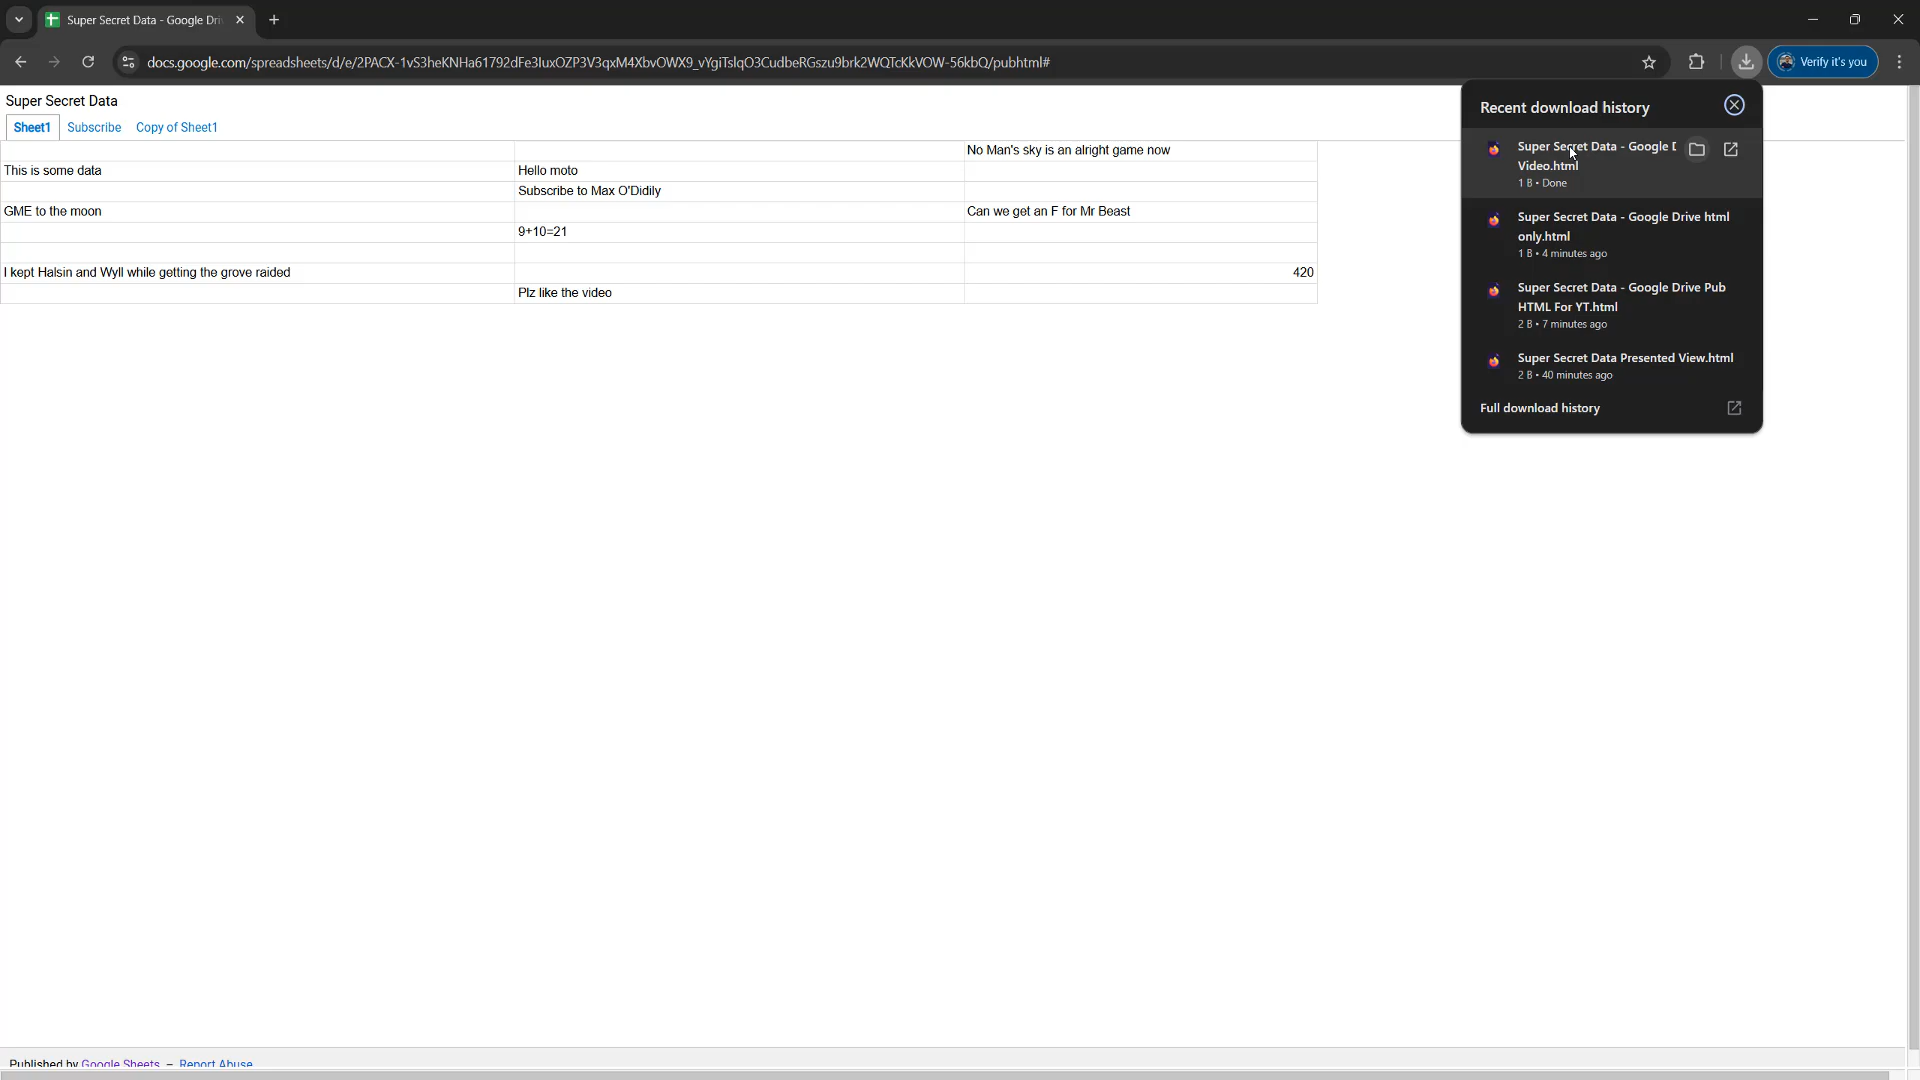 Super Secret Data - Google Dri
Verify it's you
docs.google.com/spreadsheets/d/e/2PACX-1vS3heKNHa61792dFe3IuxOZP3V3qxM4XbvOWX9_vYgiTslqO3CudbeRGszu9brk2WQTcKkVOW-56kbQ/pubhtml#
Super Secret Data
Sheet1 Subscribe Copy of Sheet1
No Man's sky is an alright game now
This is some data Hello moto
Subscribe to Max O'Didily
GME to the moon Can we get an F for Mr Beast
9+10=21
I kept Halsin and Wyll while getting the grove raided 420
Plz like the video
Recent download history
Super Secret Data - Google D
Video.html
1 B • Done
Super Secret Data - Google Drive html
only.html
1 B • 4 minutes ago
Super Secret Data - Google Drive Pub
HTML For YT.html
2 B • 7 minutes ago
Super Secret Data Presented View.html
2 B • 40 minutes ago
Full download history
Published by Google Sheets – Report Abuse